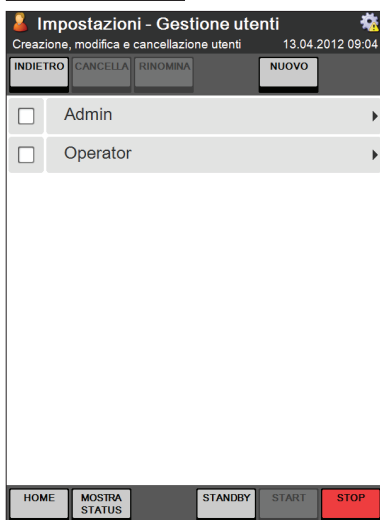 Impostazioni - Gestione utenti
Creazione, modifica e cancellazione utenti 13.04.2012 09:04
INDIETRO CANCELLA RINOMINA NUOVO
Admin
Operator
HOME MOSTRA STATUS STANDBY START STOP